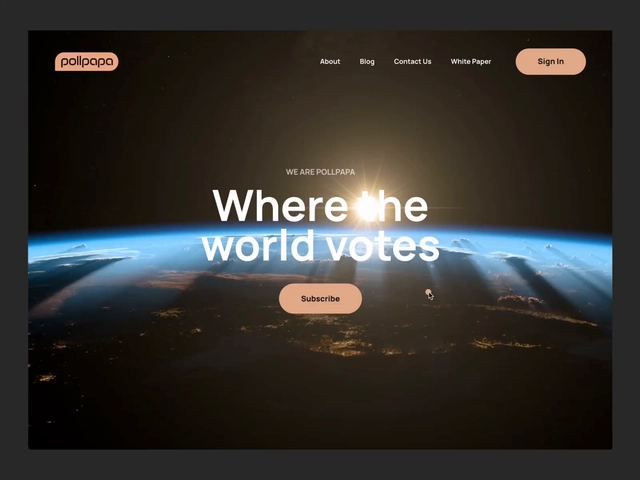 pollpapa
About
Blog
Contact Us
White Paper
Sign In
WE ARE POLLPAPA
Where the
world votes
Subscribe